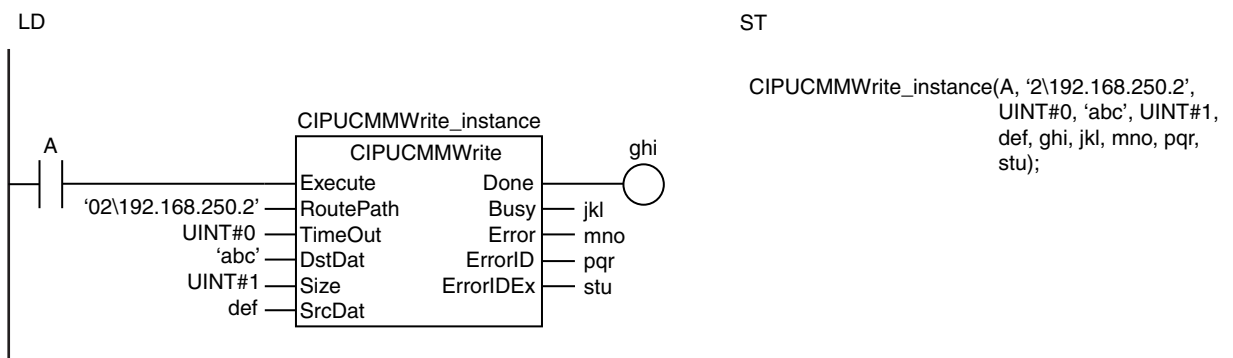 LD
ST
CIPUCMMWrite_instance(A, ‘2\192.168.250.2’,
UINT#0, ‘abc’, UINT#1,
def, ghi, jkl, mno, pqr,
stu);
CIPUCMMWrite_instance
A
CIPUCMMWrite
ghi
Execute Done
‘02\192.168.250.2’ RoutePath Busy jkl
UINT#0 TimeOut Error mno
‘abc’ DstDat ErrorID pqr
UINT#1 Size ErrorIDEx stu
def SrcDat